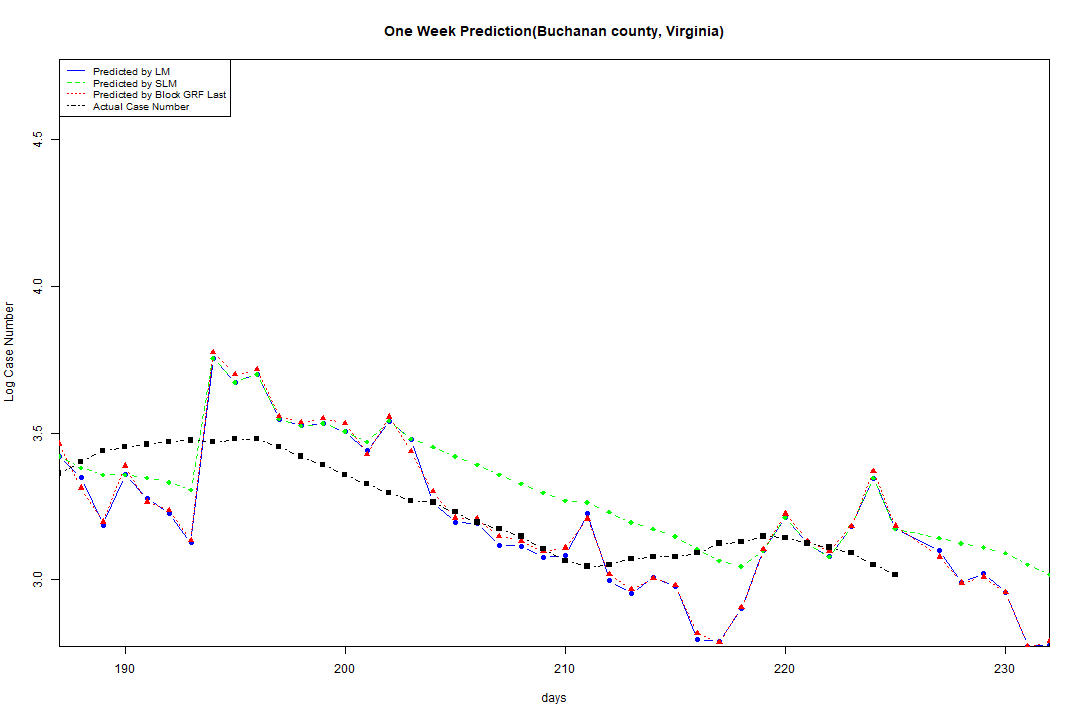 One Week Prediction(Buchanan county, Virginia)
Predicted by LM
Predicted by SLM
Predicted by Block GRF Last
Actual Case Number
4.5
4.0
3.5
3.0
Log Case Number
190 200 210 220 230
days